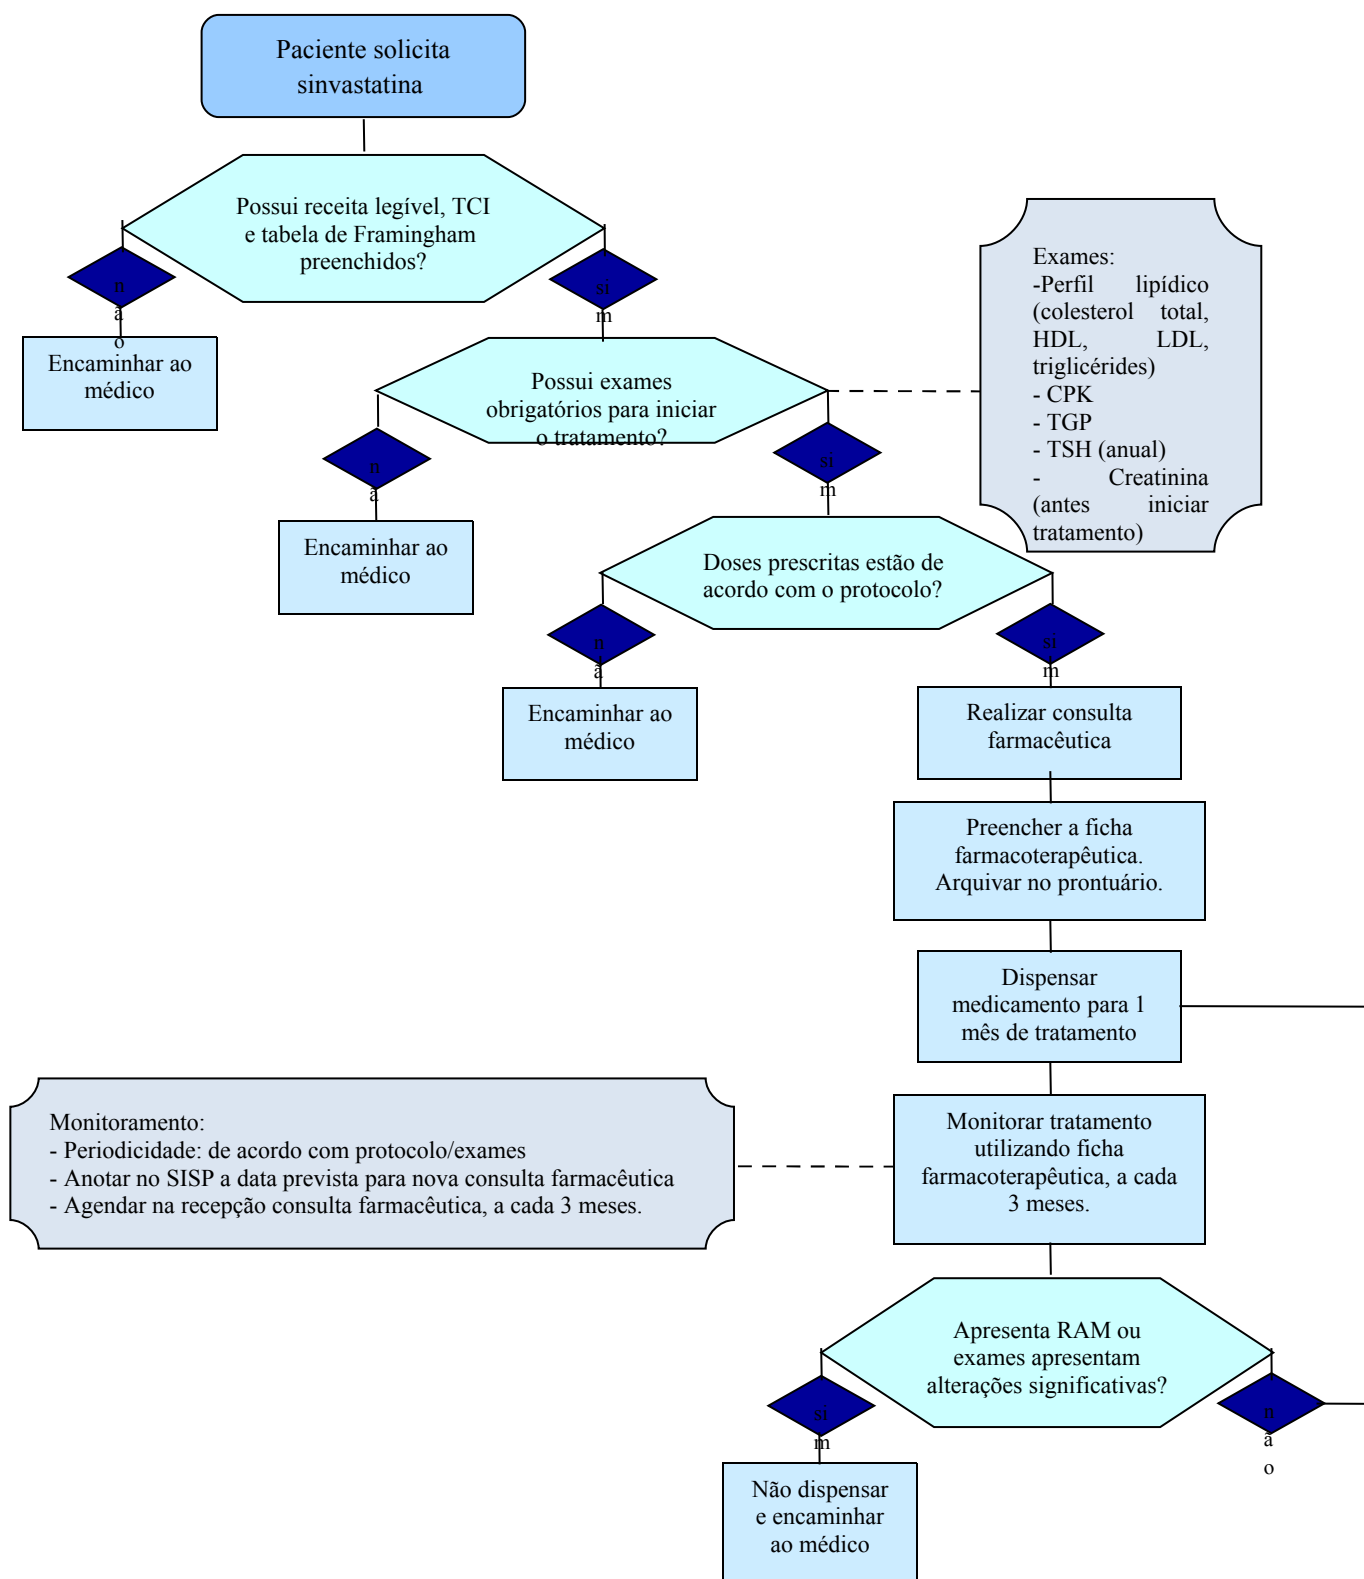 Paciente solicita
sinvastatina
Possui receita legível, TCI
e tabela de Framingham
preenchidos?
n
ã
o
si
m
Encaminhar ao
médico
Exames:
-Perfil lipídico
(colesterol total,
HDL, LDL,
triglicérides)
- CPK
- TGP
- TSH (anual)
- Creatinina
(antes iniciar
tratamento)
Possui exames
obrigatórios para iniciar
o tratamento?
n
ã
si
m
Encaminhar ao
médico
Doses prescritas estão de
acordo com o protocolo?
n
ã
si
m
Encaminhar ao
médico
Realizar consulta
farmacêutica
Preencher a ficha
farmacoterapêutica.
Arquivar no prontuário.
Dispensar
medicamento para 1
mês de tratamento
Monitoramento:
- Periodicidade: de acordo com protocolo/exames
- Anotar no SISP a data prevista para nova consulta farmacêutica
- Agendar na recepção consulta farmacêutica, a cada 3 meses.
Monitorar tratamento
utilizando ficha
farmacoterapêutica, a cada
3 meses.
Apresenta RAM ou
exames apresentam
alterações significativas?
si
m
n
ã
o
Não dispensar
e encaminhar
ao médico